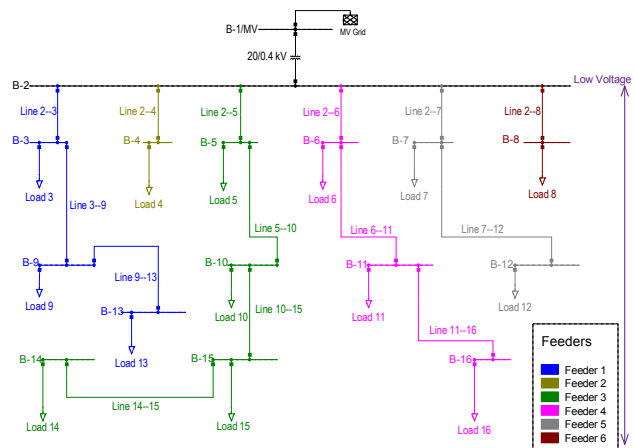 B-1/MV
MV Grid
20/0.4 kV
B-2
Low Voltage
Line 2--3
Line 2--4
Line 2--5
Line 2--6
Line 2--7
Line 2--8
B-3
B-4
B-5
B-6
B-7
B-8
Load 3
Load 4
Load 5
Load 6
Load 7
Load 8
Line 3--9
Line 5--10
Line 6--11
Line 7--12
B-9
B-10
B-11
B-12
Line 9--13
Load 9
Load 10
Load 11
Load 12
B-13
Line 10--15
Line 11--16
Load 13
B-14
B-15
B-16
Line 14--15
Load 14
Load 15
Load 16
Feeders
Feeder 1
Feeder 2
Feeder 3
Feeder 4
Feeder 5
Feeder 6